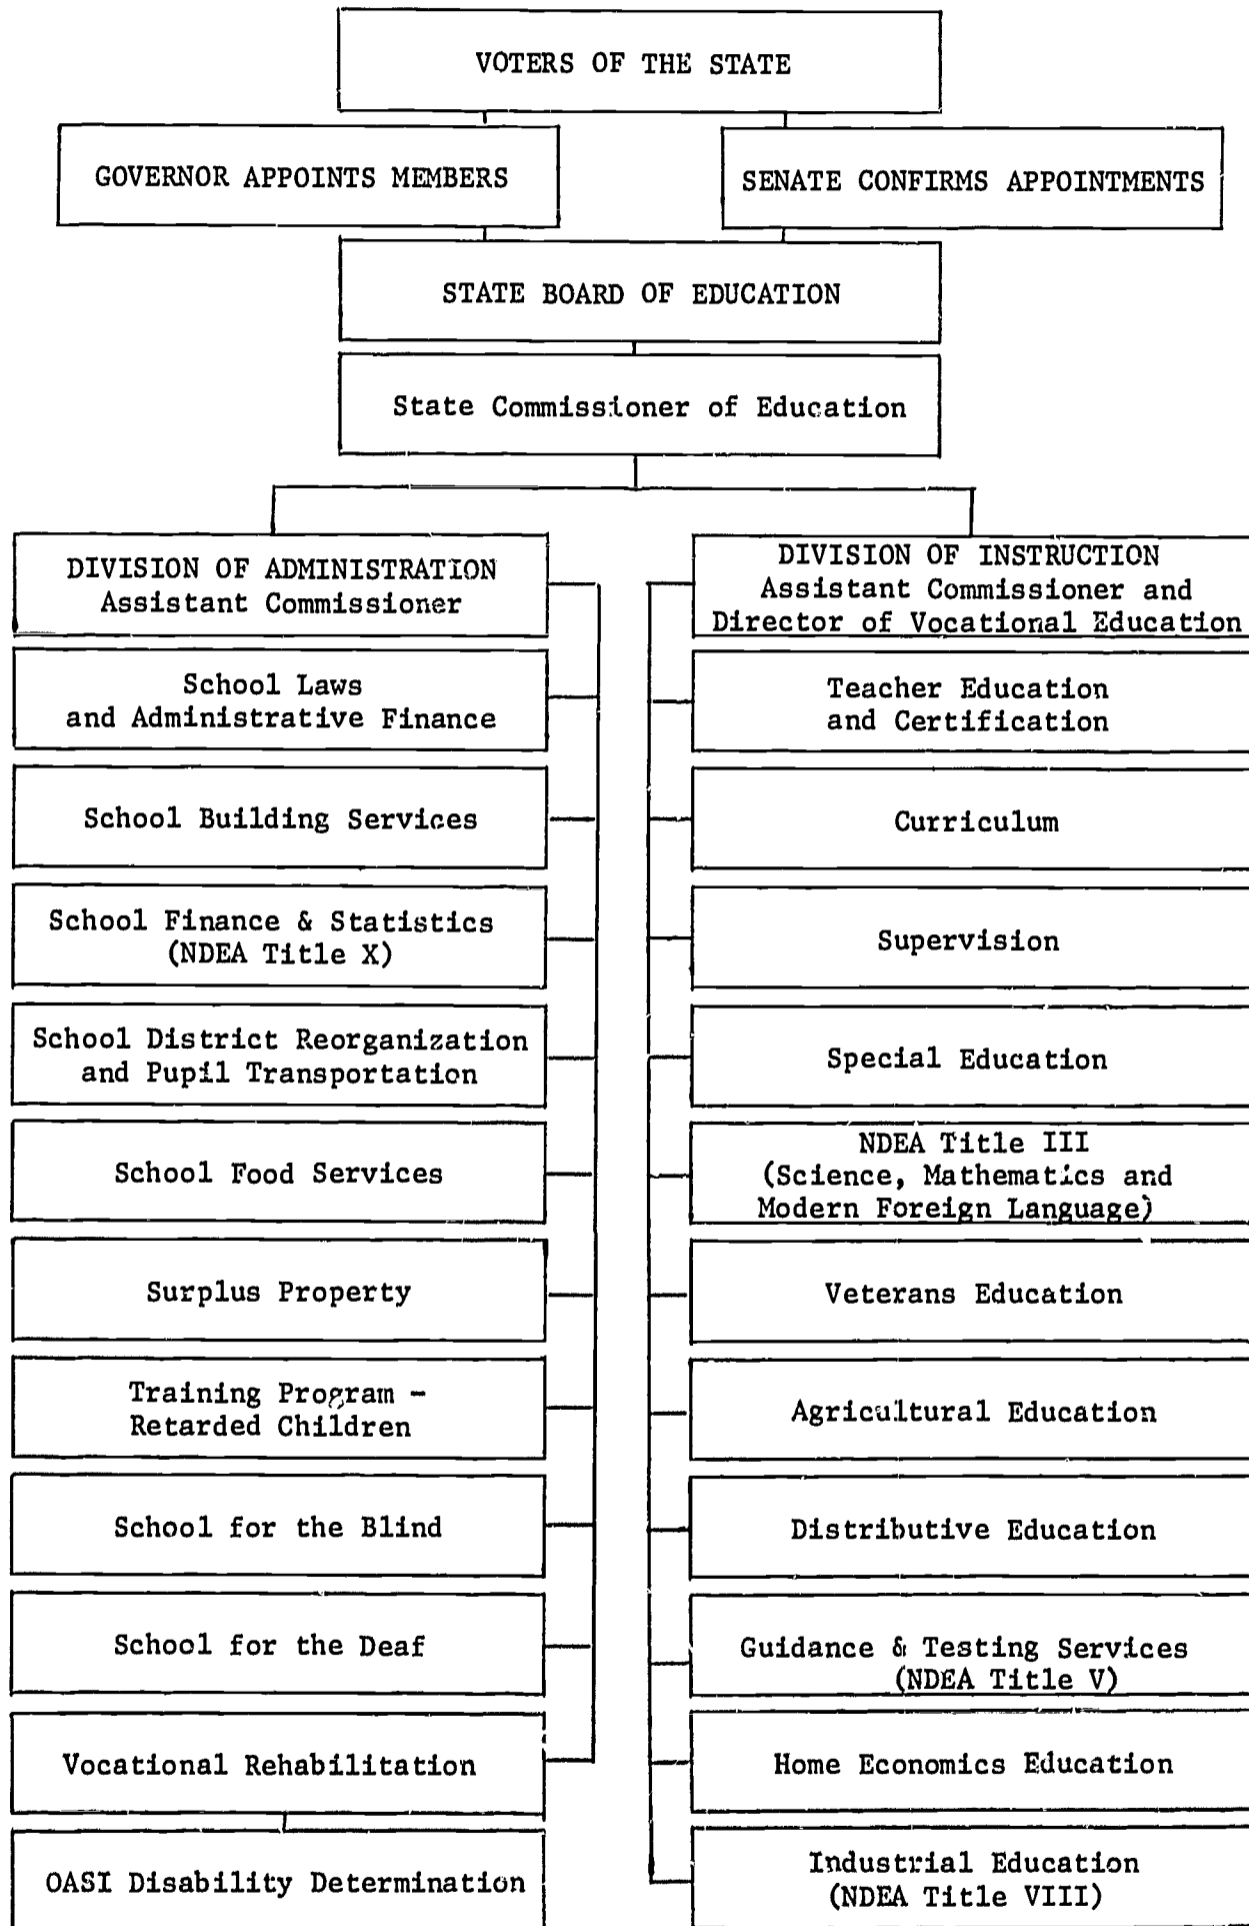 VOTERS OF THE STATE
GOVERNOR APPOINTS MEMBERS
SENATE CONFIRMS APPOINTMENTS
STATE BOARD OF EDUCATION
State Commissioner of Education
DIVISION OF ADMINISTRATION
Assistant Commissioner
School Laws
and Administrative Finance
School Building Services
School Finance & Statistics
(NDEA Title X)
School District Reorganization
and Pupil Transportation
School Food Services
Surplus Property
Training Program -
Retarded Children
School for the Blind
School for the Deaf
Vocational Rehabilitation
OASI Disability Determination
DIVISION OF INSTRUCTION
Assistant Commissioner and
Director of Vocational Education
Teacher Education
and Certification
Curriculum
Supervision
Special Education
NDEA Title III
(Science, Mathematics and
Modern Foreign Language)
Veterans Education
Agricultural Education
Distributive Education
Guidance & Testing Services
(NDEA Title V)
Home Economics Education
Industrial Education
(NDEA Title VIII)